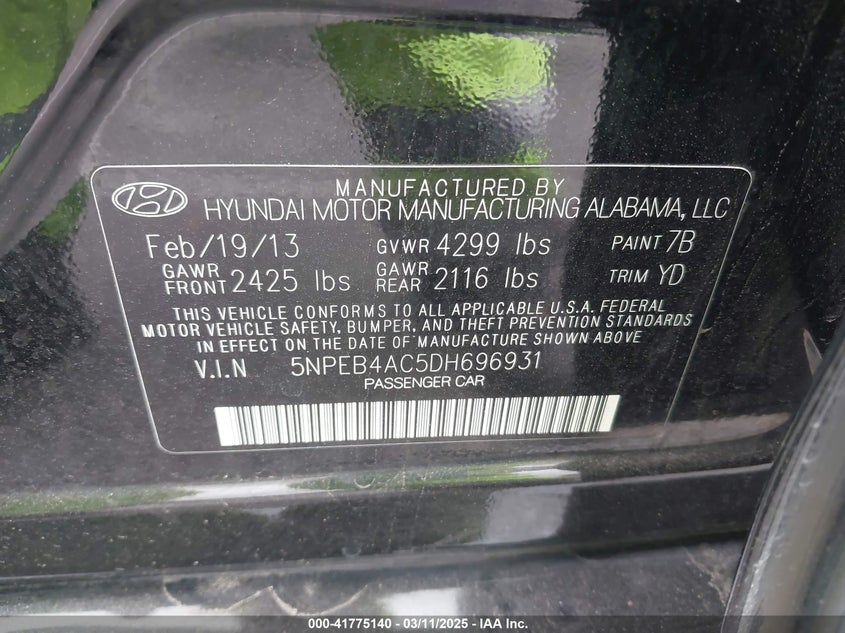 MANUFACTURED BY
HYUNDAI MOTOR MANUFACTURING ALABAMA, LLC
Feb/19/13 GVWR 4299 lbs PAINT 7B
GAWR FRONT 2425 lbs GAWR REAR 2116 lbs TRIM YD
THIS VEHICLE CONFORMS TO ALL APPLICABLE U.S.A. FEDERAL
MOTOR VEHICLE SAFETY, BUMPER, AND THEFT PREVENTION STANDARDS
IN EFFECT ON THE DATE OF MANUFACTURE SHOWN ABOVE
V.I.N 5NPEB4AC5DH696931
PASSENGER CAR
000-41775140 - 03/11/2025 - IAA Inc.